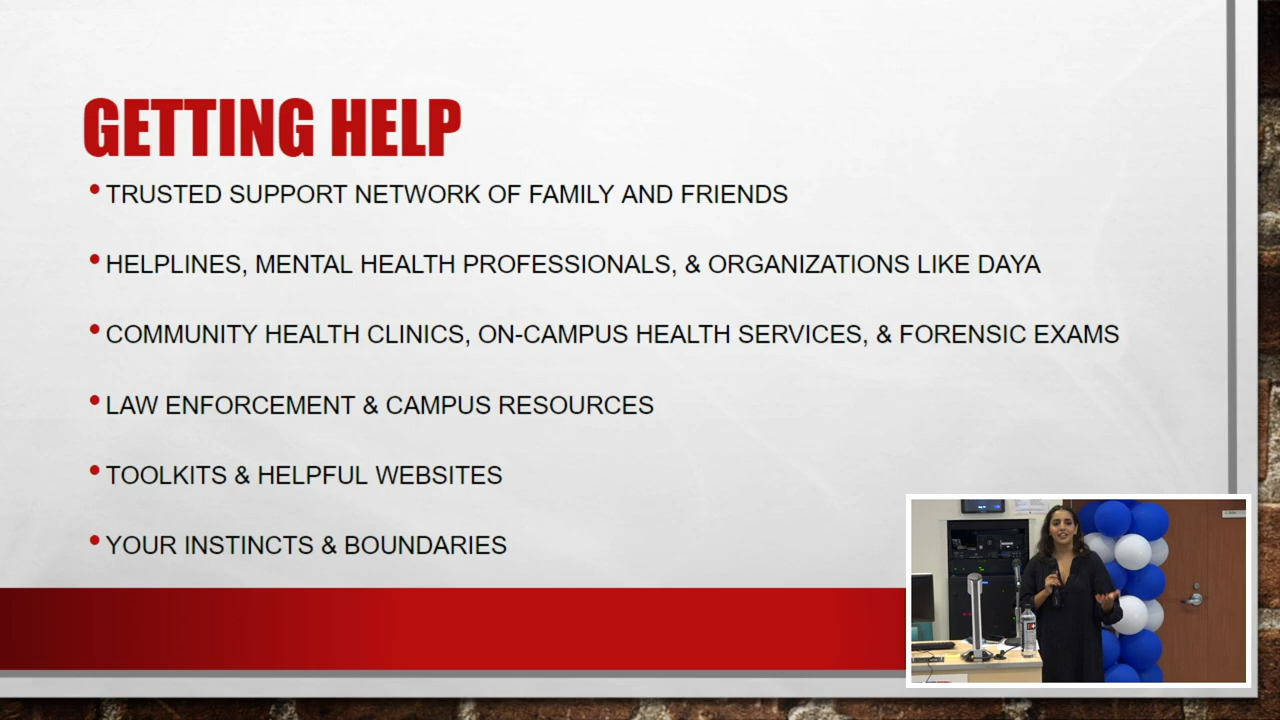 GETTING HELP
• TRUSTED SUPPORT NETWORK OF FAMILY AND FRIENDS
• HELPLINES, MENTAL HEALTH PROFESSIONALS, & ORGANIZATIONS LIKE DAYA
• COMMUNITY HEALTH CLINICS, ON-CAMPUS HEALTH SERVICES, & FORENSIC EXAMS
• LAW ENFORCEMENT & CAMPUS RESOURCES
• TOOLKITS & HELPFUL WEBSITES
• YOUR INSTINCTS & BOUNDARIES